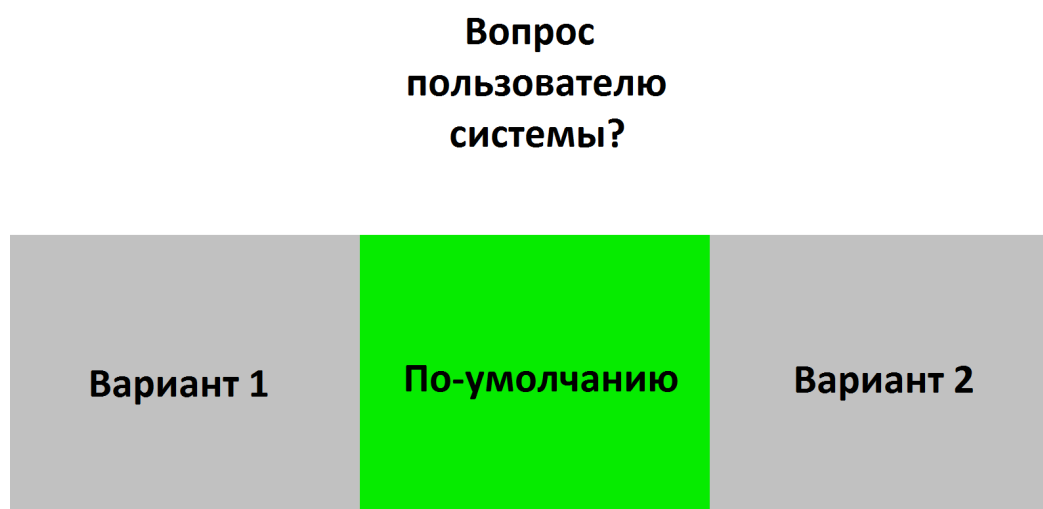 Вопрос
пользователю
системы?
Вариант 1
По-умолчанию
Вариант 2